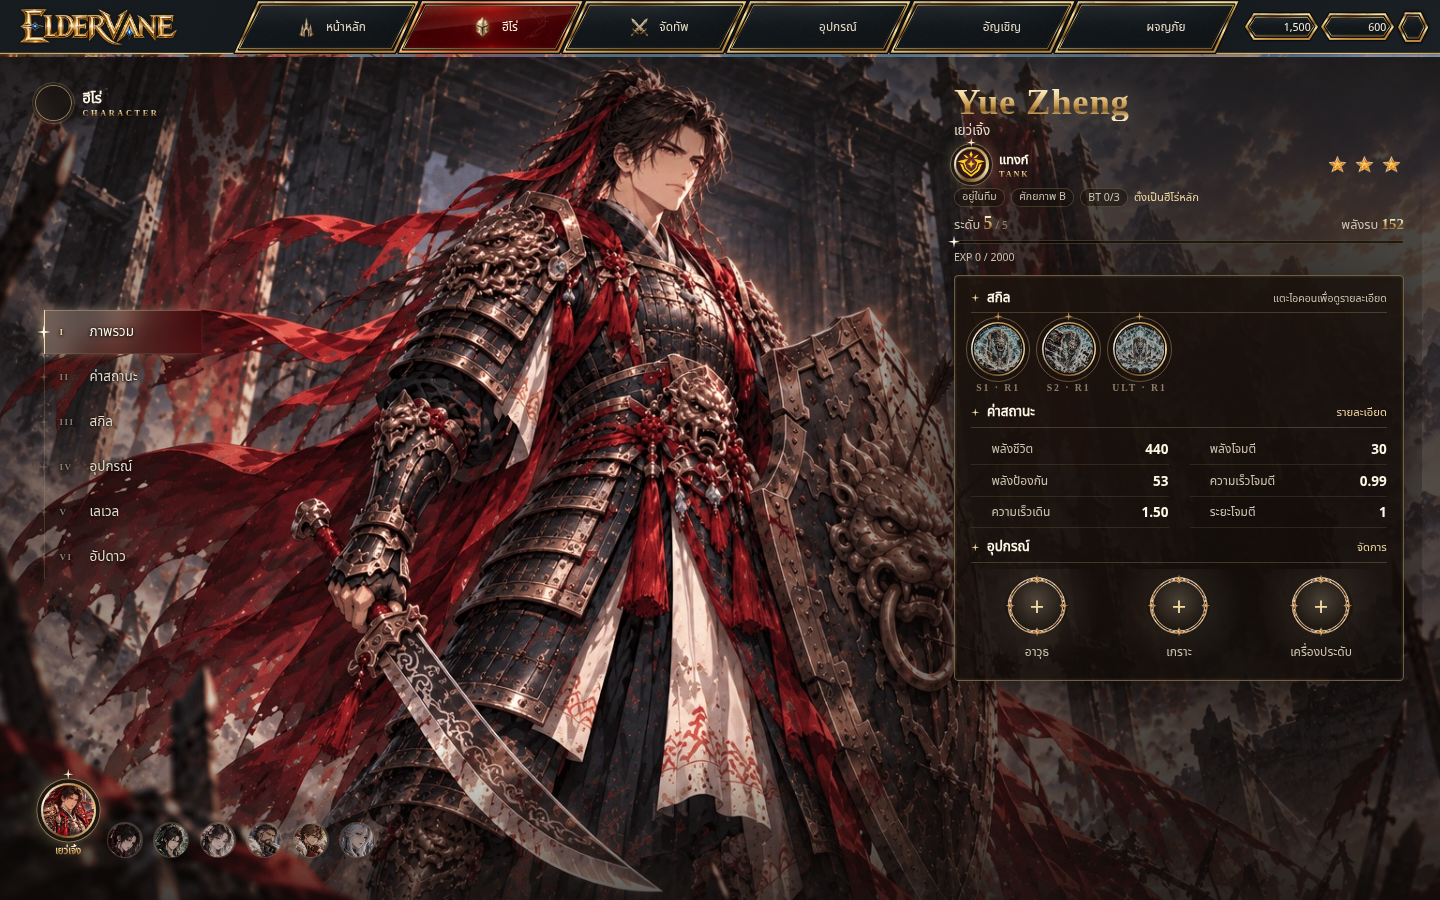 ELDERVANE
หน้าหลัก
ฮีโร่
จัดทัพ
อุปกรณ์
อัญเชิญ
ผจญภัย
1,500
600
ฮีโร่
CHARACTER
I ภาพรวม
II ค่าสถานะ
III สกิล
IV อุปกรณ์
V เลเวล
VI อัปดาว
เยว่เจิ้ง
Yue Zheng
เยว่เจิ้ง
แทงก์
TANK
อยู่ในทีม ศักยภาพ B BT 0/3 ตั้งเป็นฮีโร่หลัก
ระดับ 5 / 5 พลังรบ 152
EXP 0 / 2000
สกิล แตะไอคอนเพื่อดูรายละเอียด
S1 · R1 S2 · R1 ULT · R1
ค่าสถานะ รายละเอียด
พลังชีวิต 440 พลังโจมตี 30
พลังป้องกัน 53 ความเร็วโจมตี 0.99
ความเร็วเดิน 1.50 ระยะโจมตี 1
อุปกรณ์ จัดการ
อาวุธ เกราะ เครื่องประดับ